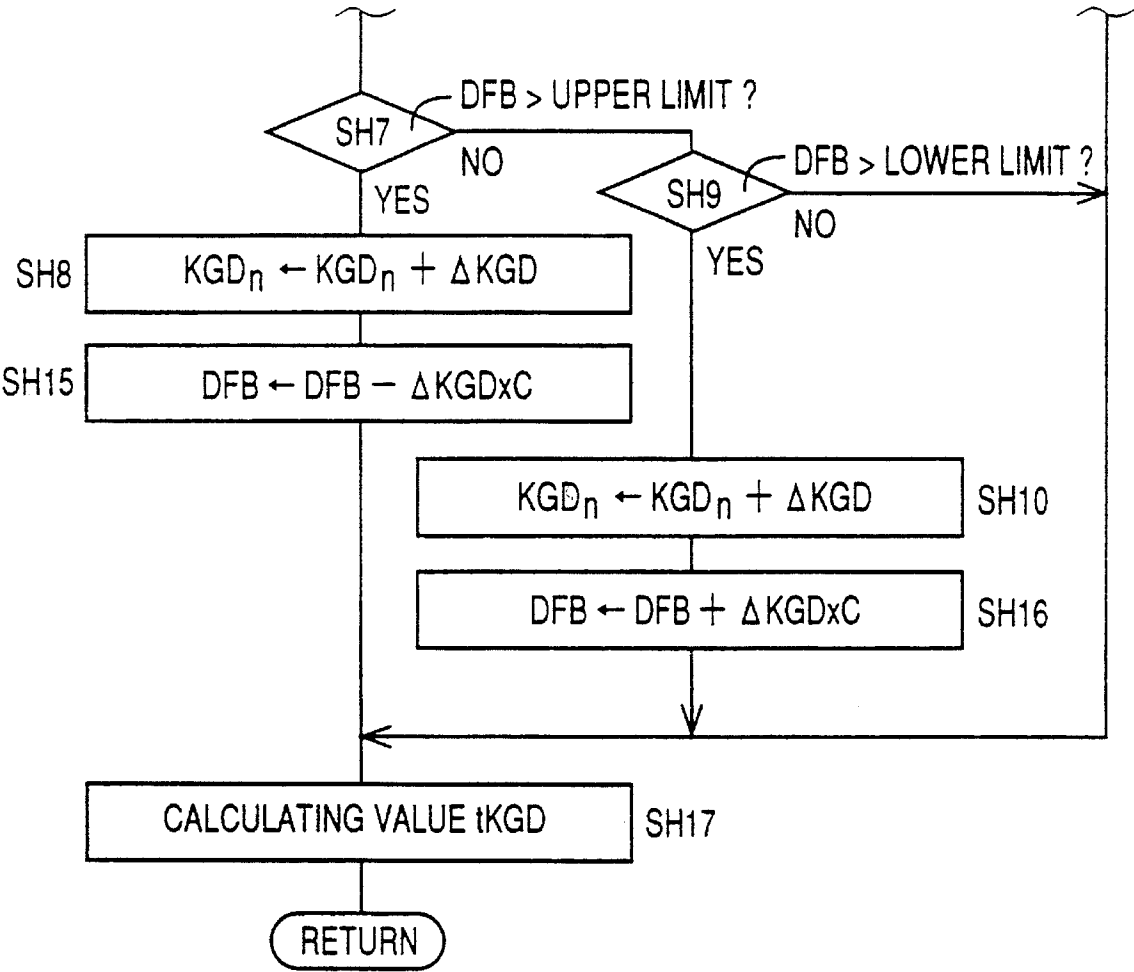 DFB > UPPER LIMIT ?
SH7
NO
DFB > LOWER LIMIT ?
SH9
NO
YES
YES
SH8
KGDn ← KGDn + ΔKGD
SH15
DFB ← DFB − ΔKGDxC
KGDn ← KGDn + ΔKGD
SH10
DFB ← DFB + ΔKGDxC
SH16
CALCULATING VALUE tKGD
SH17
RETURN